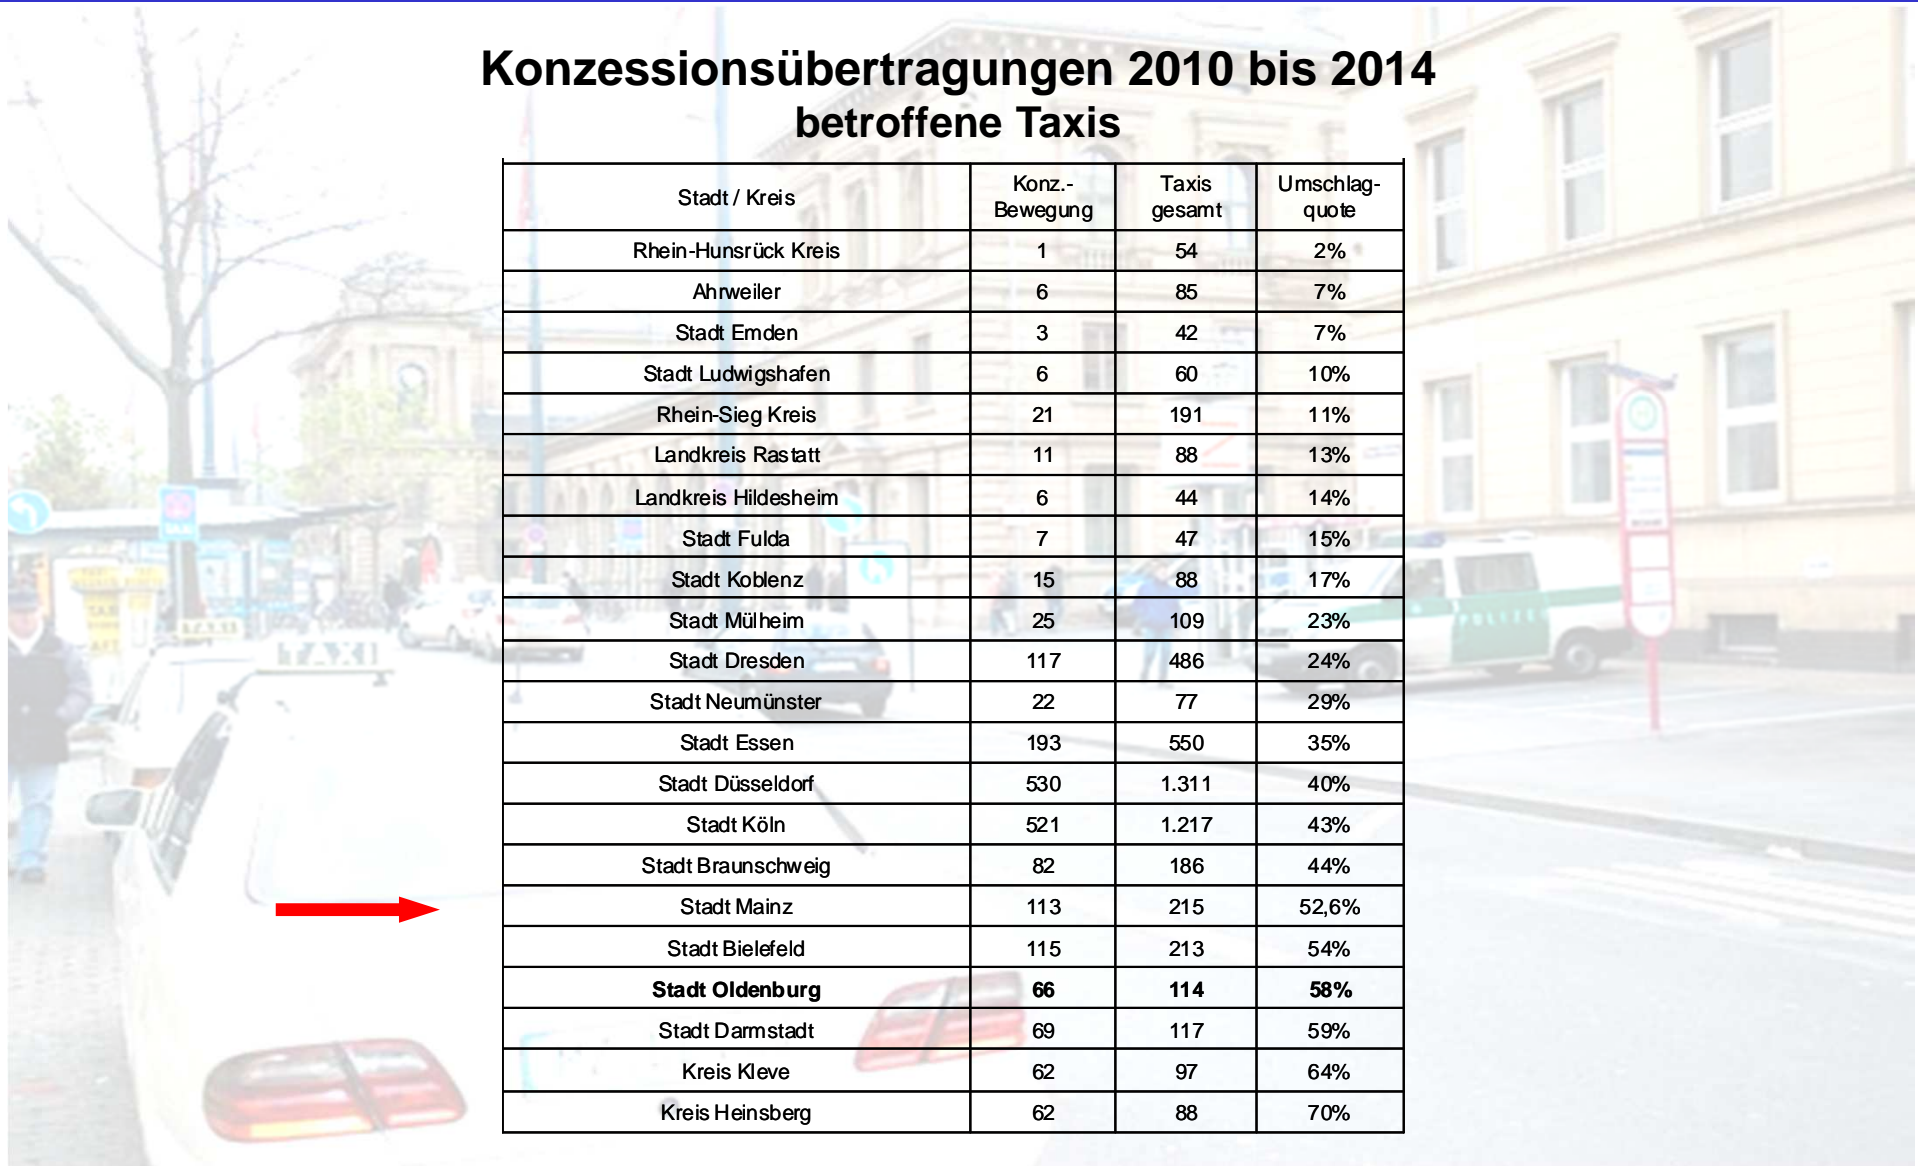 Konzessionsübertragungen 2010 bis 2014
betroffene Taxis
Stadt / Kreis Konz.-Bewegung Taxis gesamt Umschlag-quote
Rhein-Hunsrück Kreis 1 54 2%
Ahrweiler 6 85 7%
Stadt Emden 3 42 7%
Stadt Ludwigshafen 6 60 10%
Rhein-Sieg Kreis 21 191 11%
Landkreis Rastatt 11 88 13%
Landkreis Hildesheim 6 44 14%
Stadt Fulda 7 47 15%
Stadt Koblenz 15 88 17%
Stadt Mülheim 25 109 23%
Stadt Dresden 117 486 24%
Stadt Neumünster 22 77 29%
Stadt Essen 193 550 35%
Stadt Düsseldorf 530 1.311 40%
Stadt Köln 521 1.217 43%
Stadt Braunschweig 82 186 44%
Stadt Mainz 113 215 52,6%
Stadt Bielefeld 115 213 54%
Stadt Oldenburg 66 114 58%
Stadt Darmstadt 69 117 59%
Kreis Kleve 62 97 64%
Kreis Heinsberg 62 88 70%
TAXI
POLIZEI